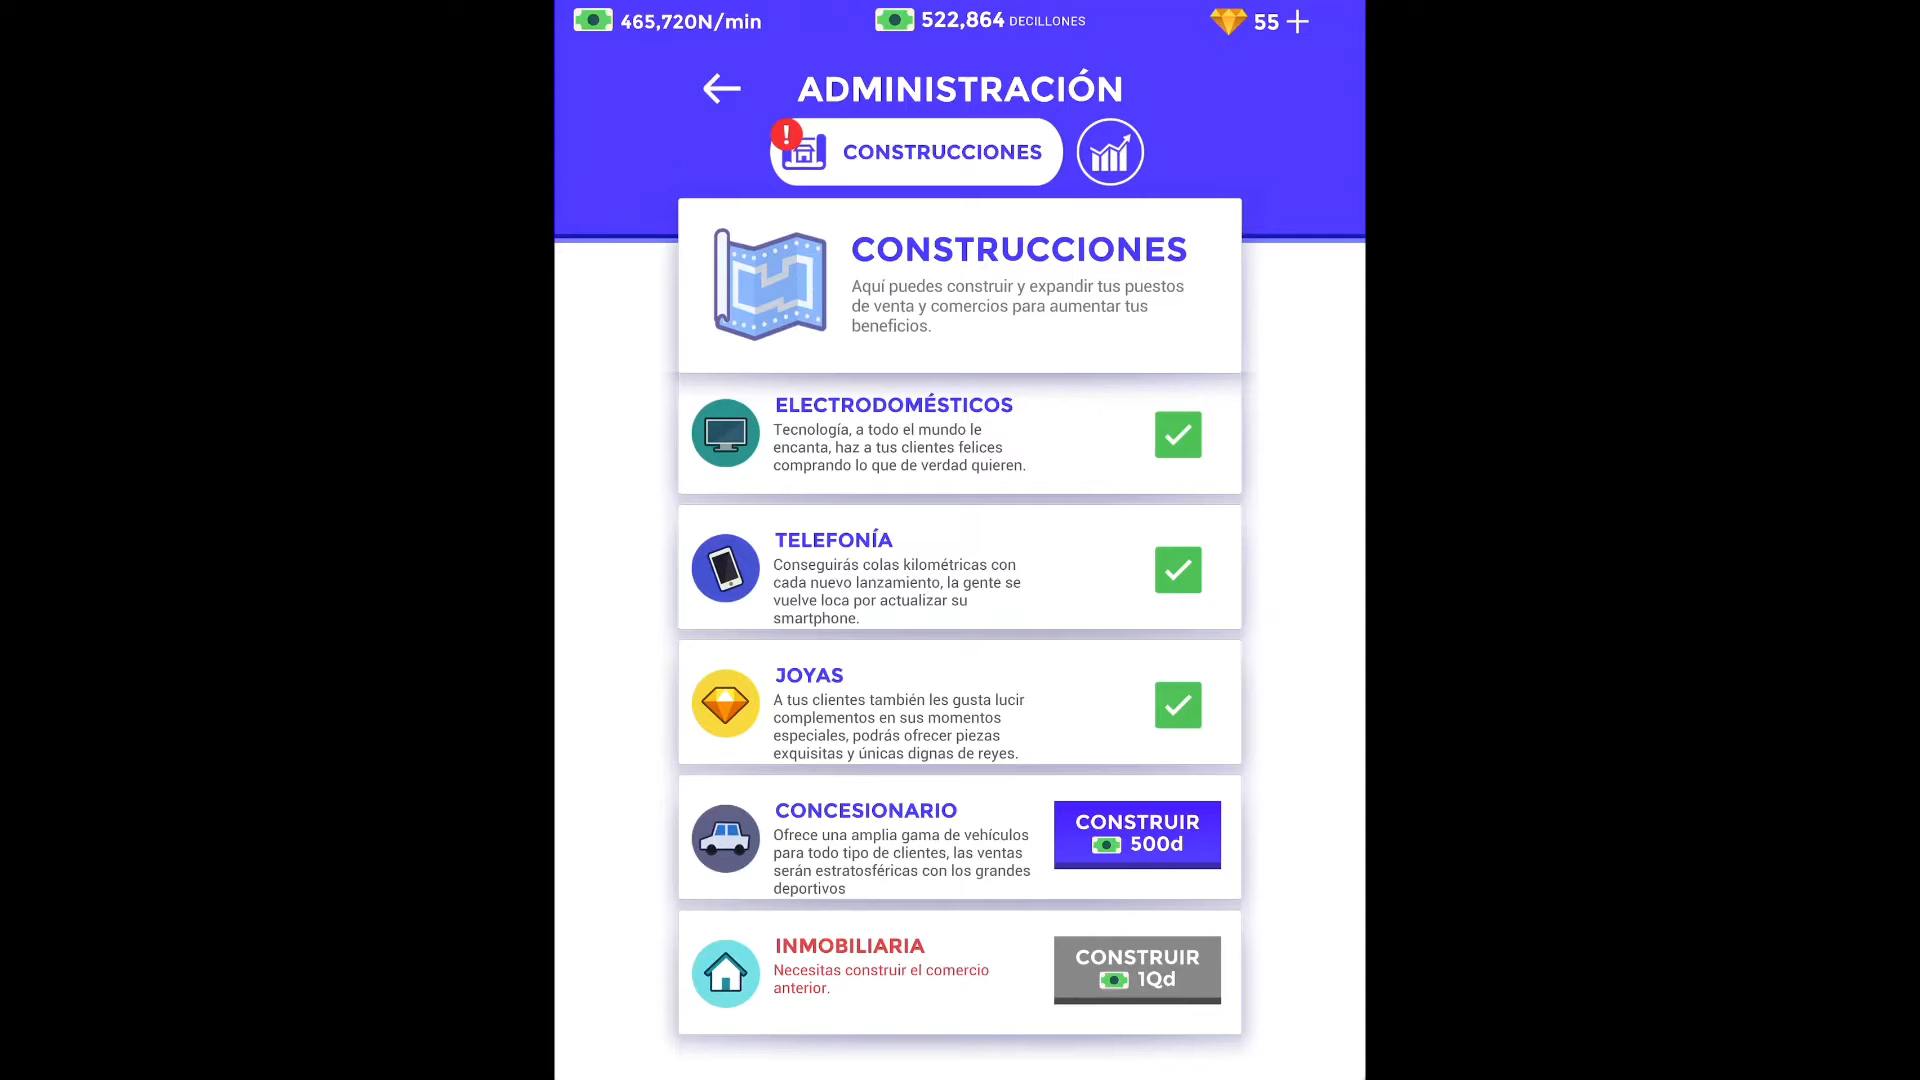 465,720N/min
522,864 DECILLONES
55
ADMINISTRACIÓN
!
CONSTRUCCIONES
CONSTRUCCIONES
Aquí puedes construir y expandir tus puestos
de venta y comercios para aumentar tus
beneficios.
ELECTRODOMÉSTICOS
Tecnología, a todo el mundo le
encanta, haz a tus clientes felices
comprando lo que de verdad quieren.
TELEFONÍA
Conseguirás colas kilométricas con
cada nuevo lanzamiento, la gente se
vuelve loca por actualizar su
smartphone.
JOYAS
A tus clientes también les gusta lucir
complementos en sus momentos
especiales, podrás ofrecer piezas
exquisitas y únicas dignas de reyes.
CONCESIONARIO
Ofrece una amplia gama de vehículos
para todo tipo de clientes, las ventas
serán estratosféricas con los grandes
deportivos
CONSTRUIR
500d
INMOBILIARIA
Necesitas construir el comercio
anterior.
CONSTRUIR
1Qd